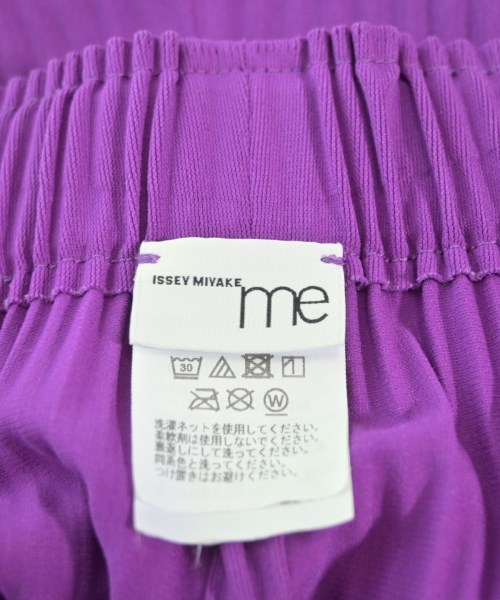 ISSEY MIYAKE
me
30
W
洗濯ネットを使用してください。
柔軟剤は使用しないでください。
裏返しにして洗ってください。
同系色と洗ってください。
つけ置きはお避けください。